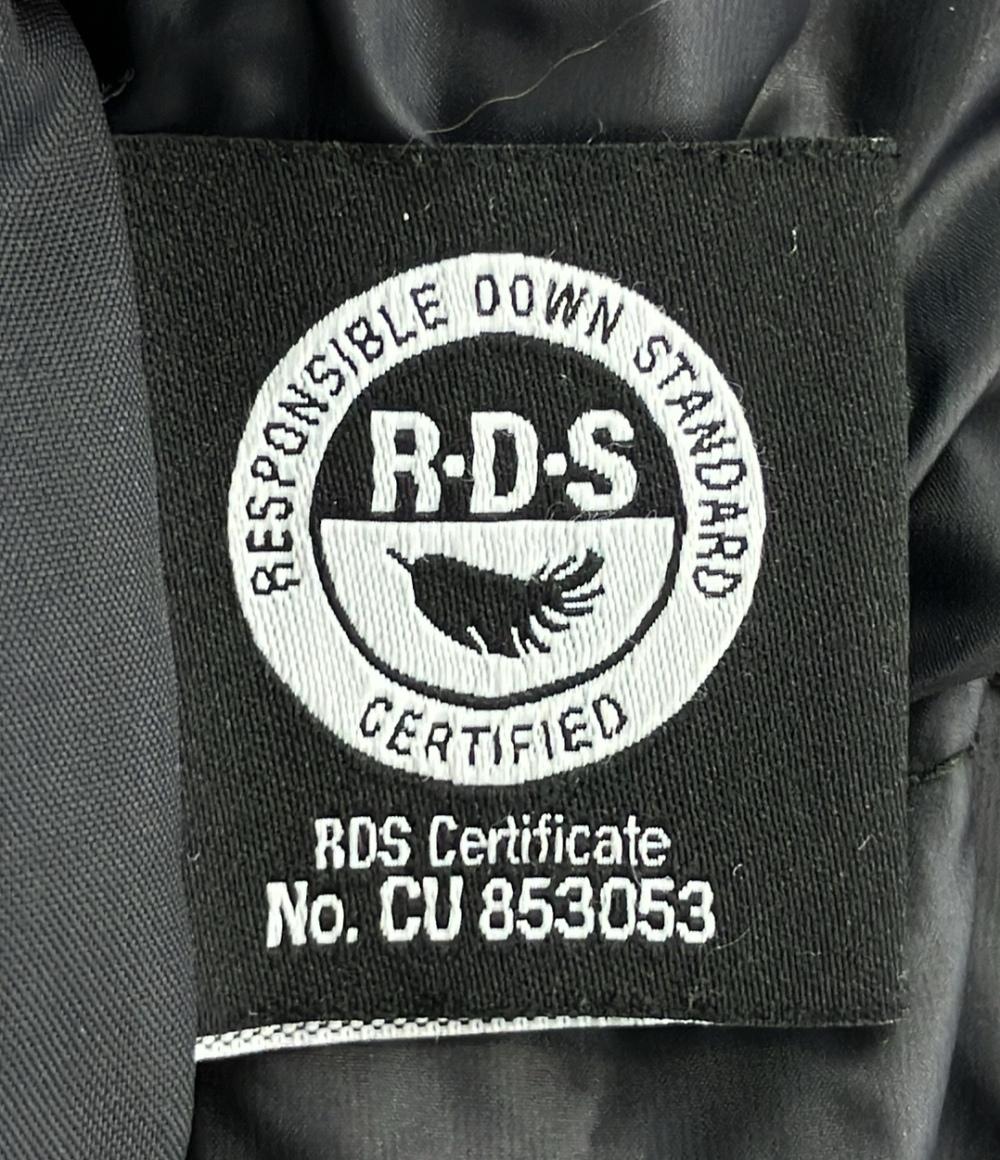 RESPONSIBLE DOWN STANDARD
R·D·S
CERTIFIED
RDS Certificate
No. CU 853053